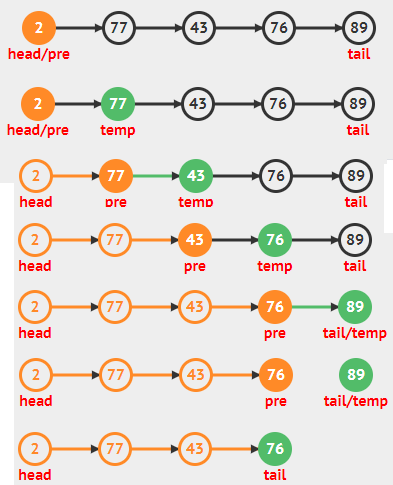 2 77 43 76 89
head/pre tail
2 77 43 76 89
head/pre temp tail
2 77 43 76 89
head pre temp tail
2 77 43 76 89
head pre temp tail
2 77 43 76 89
head pre tail/temp
2 77 43 76 89
head pre tail/temp
2 77 43 76
head tail